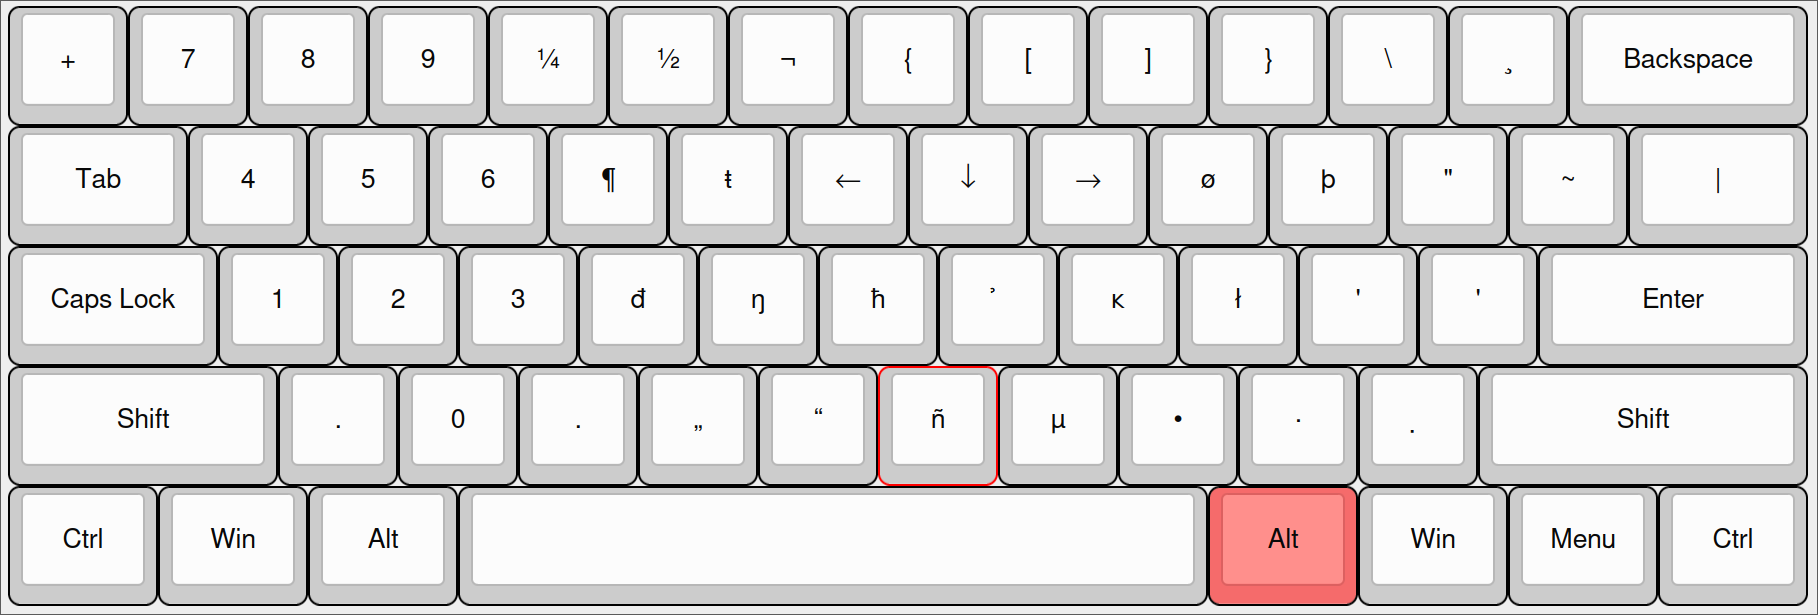 + 7 8 9 ¼ ½ ¬ { [ ] } \ ¸ Backspace
Tab 4 5 6 ¶ ŧ ← ↓ → ø þ " ~ |
Caps Lock 1 2 3 đ ŋ ħ ̉ ĸ ł ' ' Enter
Shift . 0 . „ “ ñ µ • · . Shift
Ctrl Win Alt Alt Win Menu Ctrl